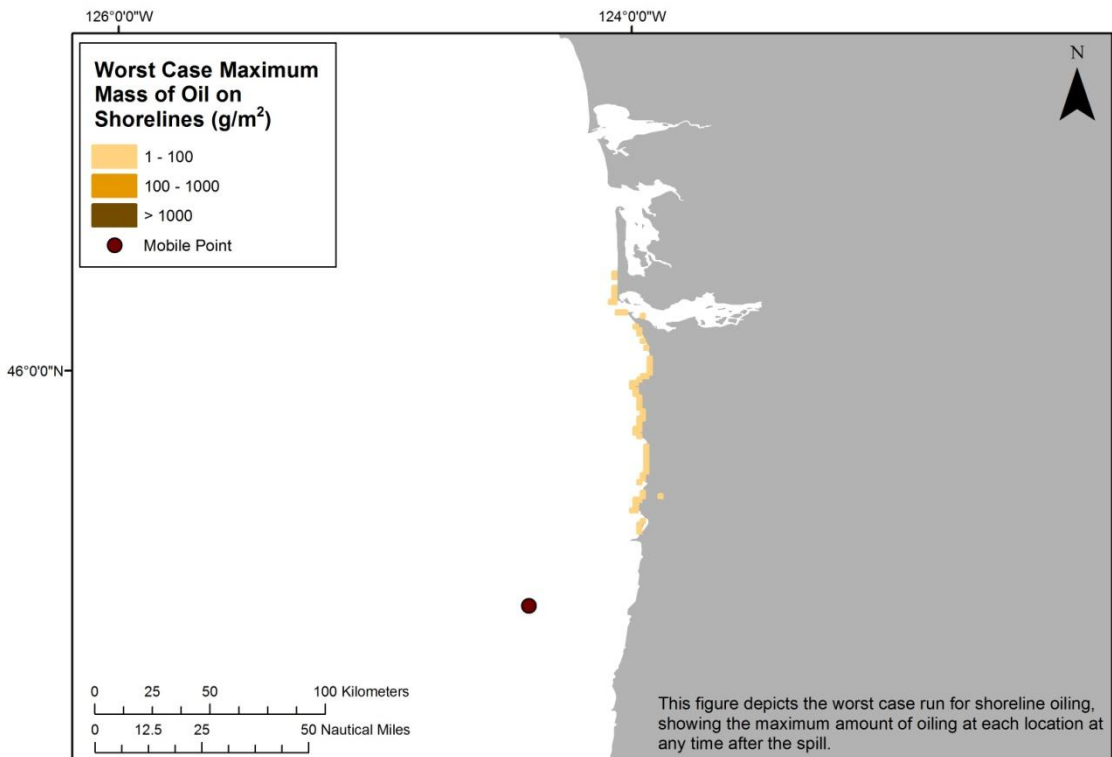 126°0'0"W
124°0'0"W
Worst Case Maximum
Mass of Oil on
Shorelines (g/m²)
1 - 100
100 - 1000
> 1000
Mobile Point
N
46°0'0"N
0 25 50 100 Kilometers
0 12.5 25 50 Nautical Miles
This figure depicts the worst case run for shoreline oiling,
showing the maximum amount of oiling at each location at
any time after the spill.